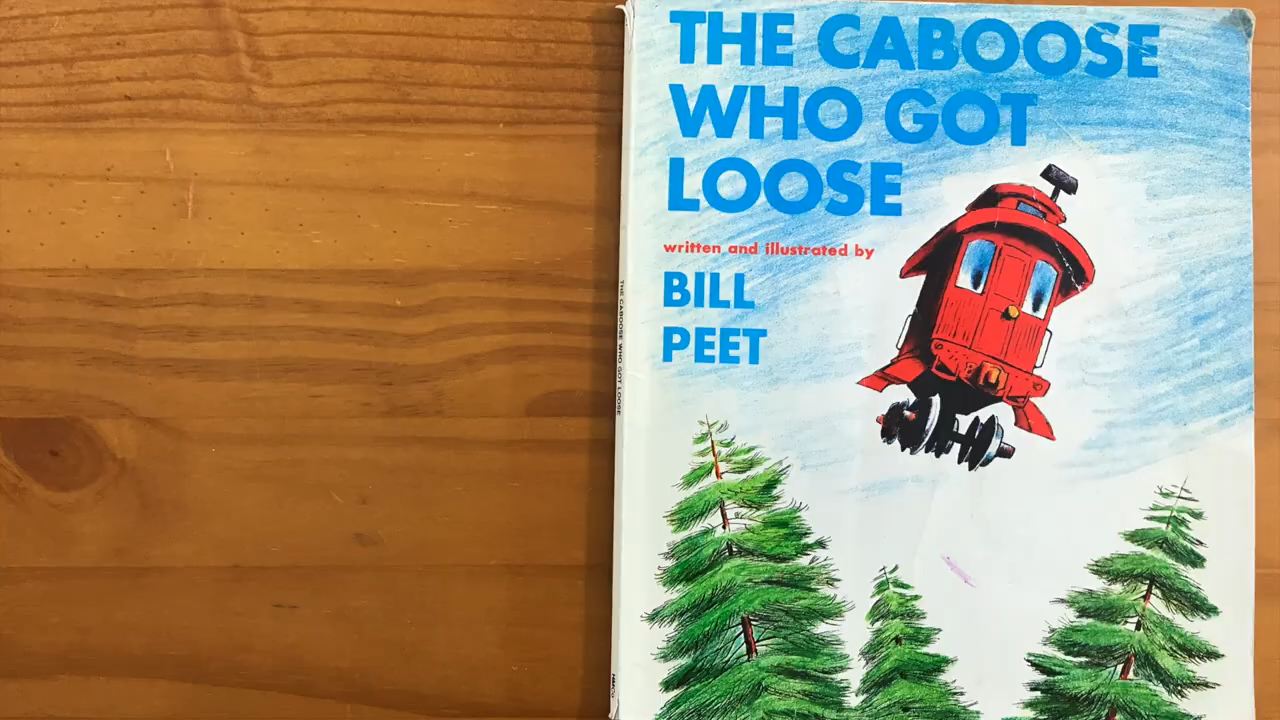 THE CABOOSE
WHO GOT
LOOSE
written and illustrated by
BILL
PEET
THE CABOOSE WHO GOT LOOSE